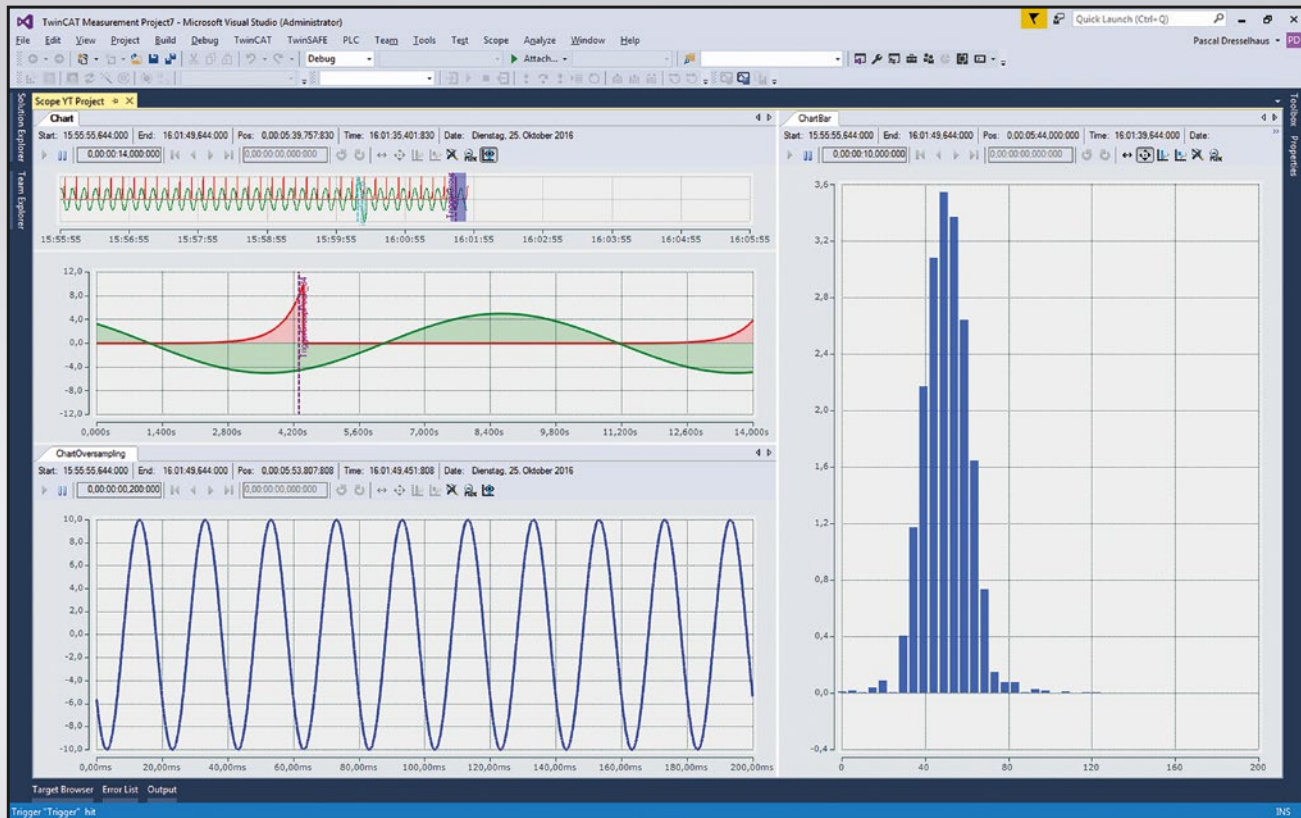 TwinCAT Measurement Project7 - Microsoft Visual Studio (Administrator)
Quick Launch (Ctrl+Q)
File Edit View Project Build Debug TwinCAT TwinSAFE PLC Team Tools Test Scope Analyze Window Help
Pascal Dresselhaus PD
Debug Attach...
Solution Explorer
Team Explorer
Toolbox
Properties
Scope YT Project
Chart
Start: 15:55:55,644:000 End: 16:01:49,644:000 Pos: 0,00:05:39,757:830 Time: 16:01:35,401:830 Date: Dienstag, 25. Oktober 2016
0,00:00:14,000:000 0,00:00:00,000:000
15:55:55 15:56:55 15:57:55 15:58:55 15:59:55 16:00:55 16:01:55 16:02:55 16:03:55 16:04:55 16:05:55
12,0
8,0
4,0
0,0
-4,0
-8,0
-12,0
0,000s 1,400s 2,800s 4,200s 5,600s 7,000s 8,400s 9,800s 11,200s 12,600s 14,000s
ChartOversampling
Start: 15:55:55,644:000 End: 16:01:49,644:000 Pos: 0,00:05:53,807:808 Time: 16:01:49,451:808 Date: Dienstag, 25. Oktober 2016
0,00:00:00,200:000 0,00:00:00,000:000
10,0
8,0
6,0
4,0
2,0
0,0
-2,0
-4,0
-6,0
-8,0
-10,0
0,00ms 20,00ms 40,00ms 60,00ms 80,00ms 100,00ms 120,00ms 140,00ms 160,00ms 180,00ms 200,00ms
ChartBar
Start: 15:55:55,644:000 End: 16:01:49,644:000 Pos: 0,00:05:44,000:000 Time: 16:01:39,644:000 Date:
0,00:00:10,000:000 0,00:00:00,000:000
3,6
3,2
2,8
2,4
2,0
1,6
1,2
0,8
0,4
0,0
-0,4
0 40 80 120 160 200
Target Browser Error List Output
Trigger "Trigger" hit
INS